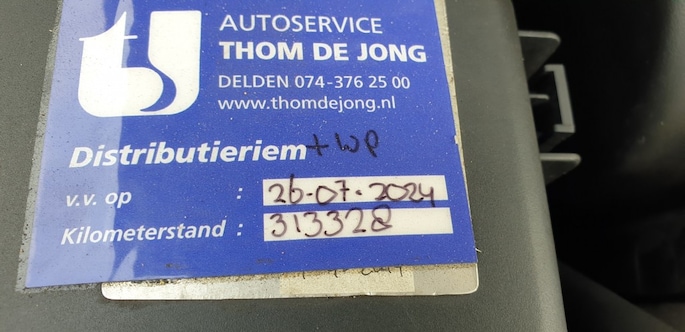 AUTOSERVICE
THOM DE JONG
DELDEN 074-376 25 00
www.thomdejong.nl
Distributieriem + wp
v.v. op : 26-07-2024
Kilometerstand : 313328